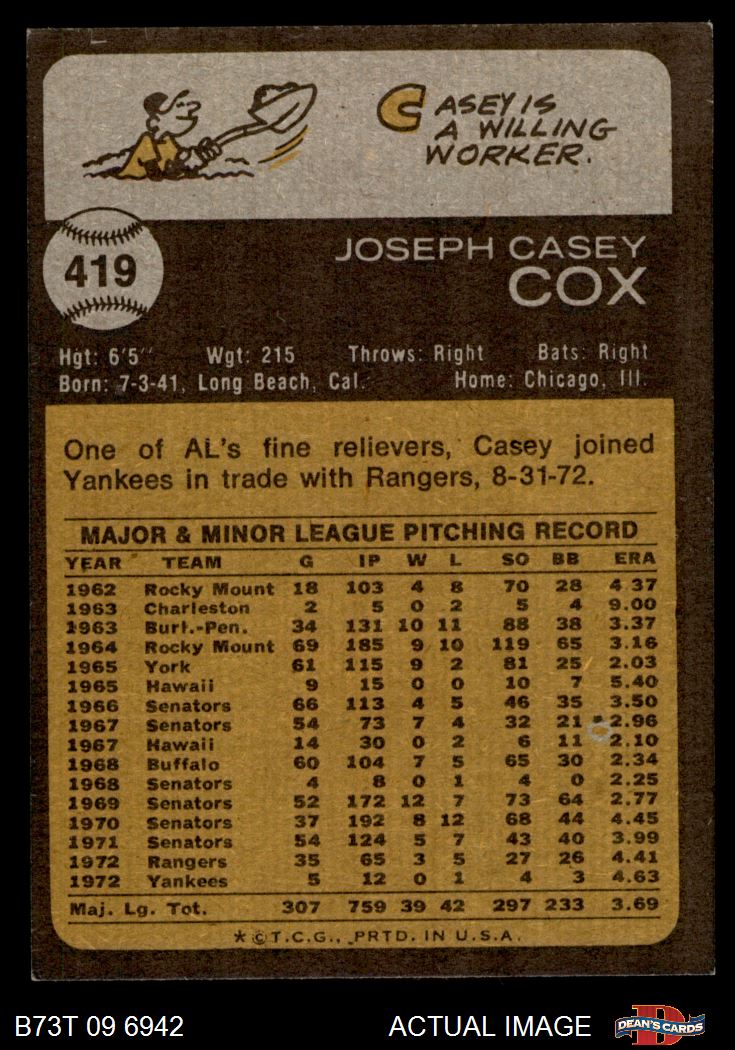 CASEY IS
A WILLING
WORKER.
419
JOSEPH CASEY
COX
Hgt: 6'5" Wgt: 215 Throws: Right Bats: Right
Born: 7-3-41, Long Beach, Cal. Home: Chicago, Ill.
One of AL's fine relievers, Casey joined
Yankees in trade with Rangers, 8-31-72.
MAJOR & MINOR LEAGUE PITCHING RECORD
YEAR TEAM G IP W L SO BB ERA
1962 Rocky Mount 18 103 4 8 70 28 4.37
1963 Charleston 2 5 0 2 5 4 9.00
1963 Burl.-Pen. 34 131 10 11 88 38 3.37
1964 Rocky Mount 69 185 9 10 119 65 3.16
1965 York 61 115 9 2 81 25 2.03
1965 Hawaii 9 15 0 0 10 7 5.40
1966 Senators 66 113 4 5 46 35 3.50
1967 Senators 54 73 7 4 32 21 2.96
1967 Hawaii 14 30 0 2 6 11 2.10
1968 Buffalo 60 104 7 5 65 30 2.34
1968 Senators 4 8 0 1 4 0 2.25
1969 Senators 52 172 12 7 73 64 2.77
1970 Senators 37 192 8 12 68 44 4.45
1971 Senators 54 124 5 7 43 40 3.99
1972 Rangers 35 65 3 5 27 26 4.41
1972 Yankees 5 12 0 1 4 3 4.63
Maj. Lg. Tot. 307 759 39 42 297 233 3.69
*©T.C.G., PRTD. IN U.S.A.
B73T 09 6942 ACTUAL IMAGE DEAN'S CARDS